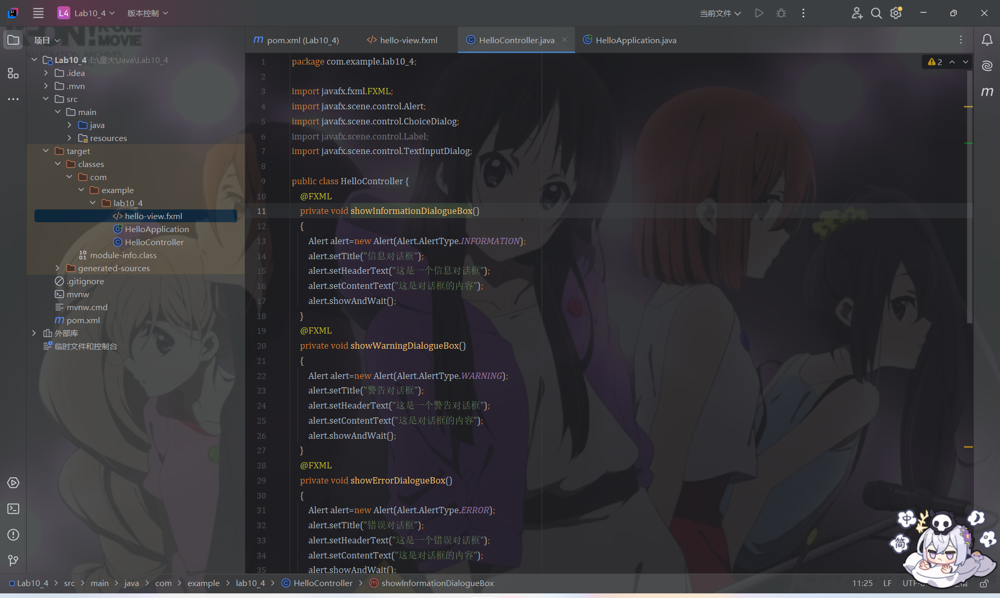 L4 Lab10_4 版本控制 当前文件
项目
Lab10_4 E:\厦大\Java\Lab10_4
.idea
.mvn
src
main
java
resources
target
classes
com
example
lab10_4
hello-view.fxml
HelloApplication
HelloController
module-info.class
generated-sources
.gitignore
mvnw
mvnw.cmd
pom.xml
外部库
临时文件和控制台
pom.xml (Lab10_4) hello-view.fxml HelloController.java HelloApplication.java
2
1 package com.example.lab10_4;
2
3 import javafx.fxml.FXML;
4 import javafx.scene.control.Alert;
5 import javafx.scene.control.ChoiceDialog;
6 import javafx.scene.control.Label;
7 import javafx.scene.control.TextInputDialog;
8
9 public class HelloController {
10 @FXML
11 private void showInformationDialogueBox()
12 {
13 Alert alert=new Alert(Alert.AlertType.INFORMATION);
14 alert.setTitle("信息对话框");
15 alert.setHeaderText("这是一个信息对话框");
16 alert.setContentText("这是对话框的内容");
17 alert.showAndWait();
18 }
19 @FXML
20 private void showWarningDialogueBox()
21 {
22 Alert alert=new Alert(Alert.AlertType.WARNING);
23 alert.setTitle("警告对话框");
24 alert.setHeaderText("这是一个警告对话框");
25 alert.setContentText("这是对话框的内容");
26 alert.showAndWait();
27 }
28 @FXML
29 private void showErrorDialogueBox()
30 {
31 Alert alert=new Alert(Alert.AlertType.ERROR);
32 alert.setTitle("错误对话框");
33 alert.setHeaderText("这是一个错误对话框");
34 alert.setContentText("这是对话框的内容");
35 alert.showAndWait();
中
简
Lab10_4 > src > main > java > com > example > lab10_4 > HelloController > showInformationDialogueBox
11:25 LF